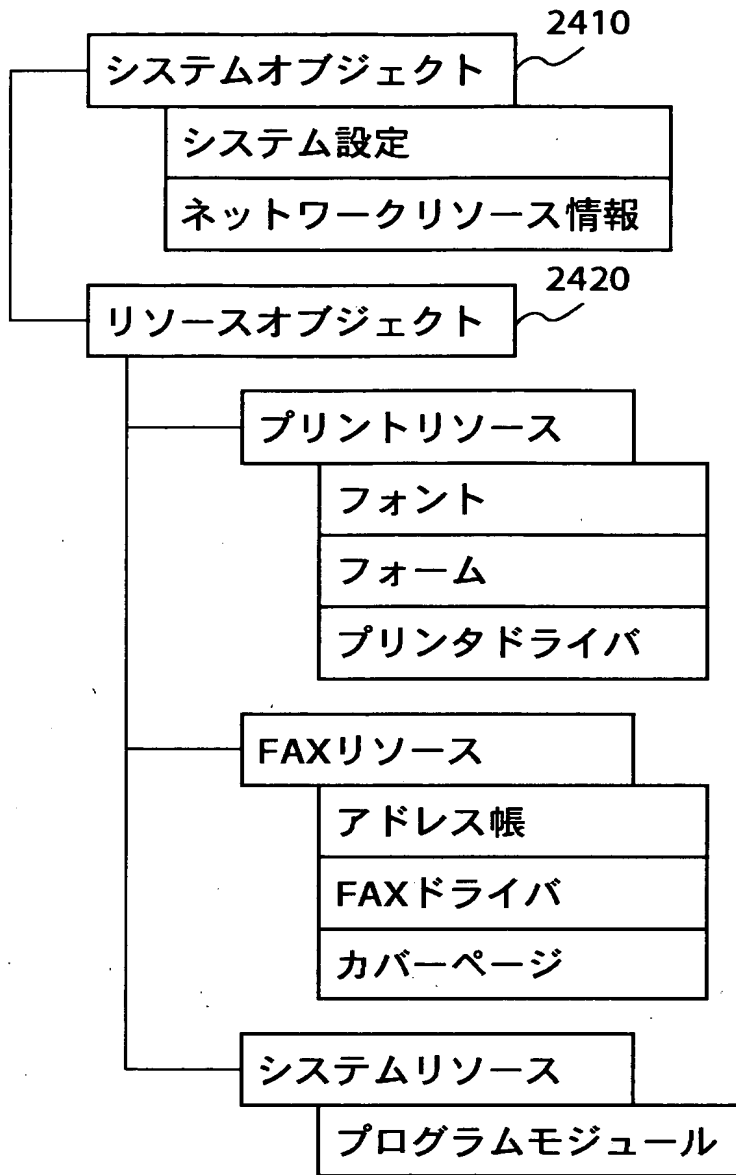 2410
システムオブジェクト
システム設定
ネットワークリソース情報
2420
リソースオブジェクト
プリントリソース
フォント
フォーム
プリンタドライバ
FAXリソース
アドレス帳
FAXドライバ
カバーページ
システムリソース
プログラムモジュール